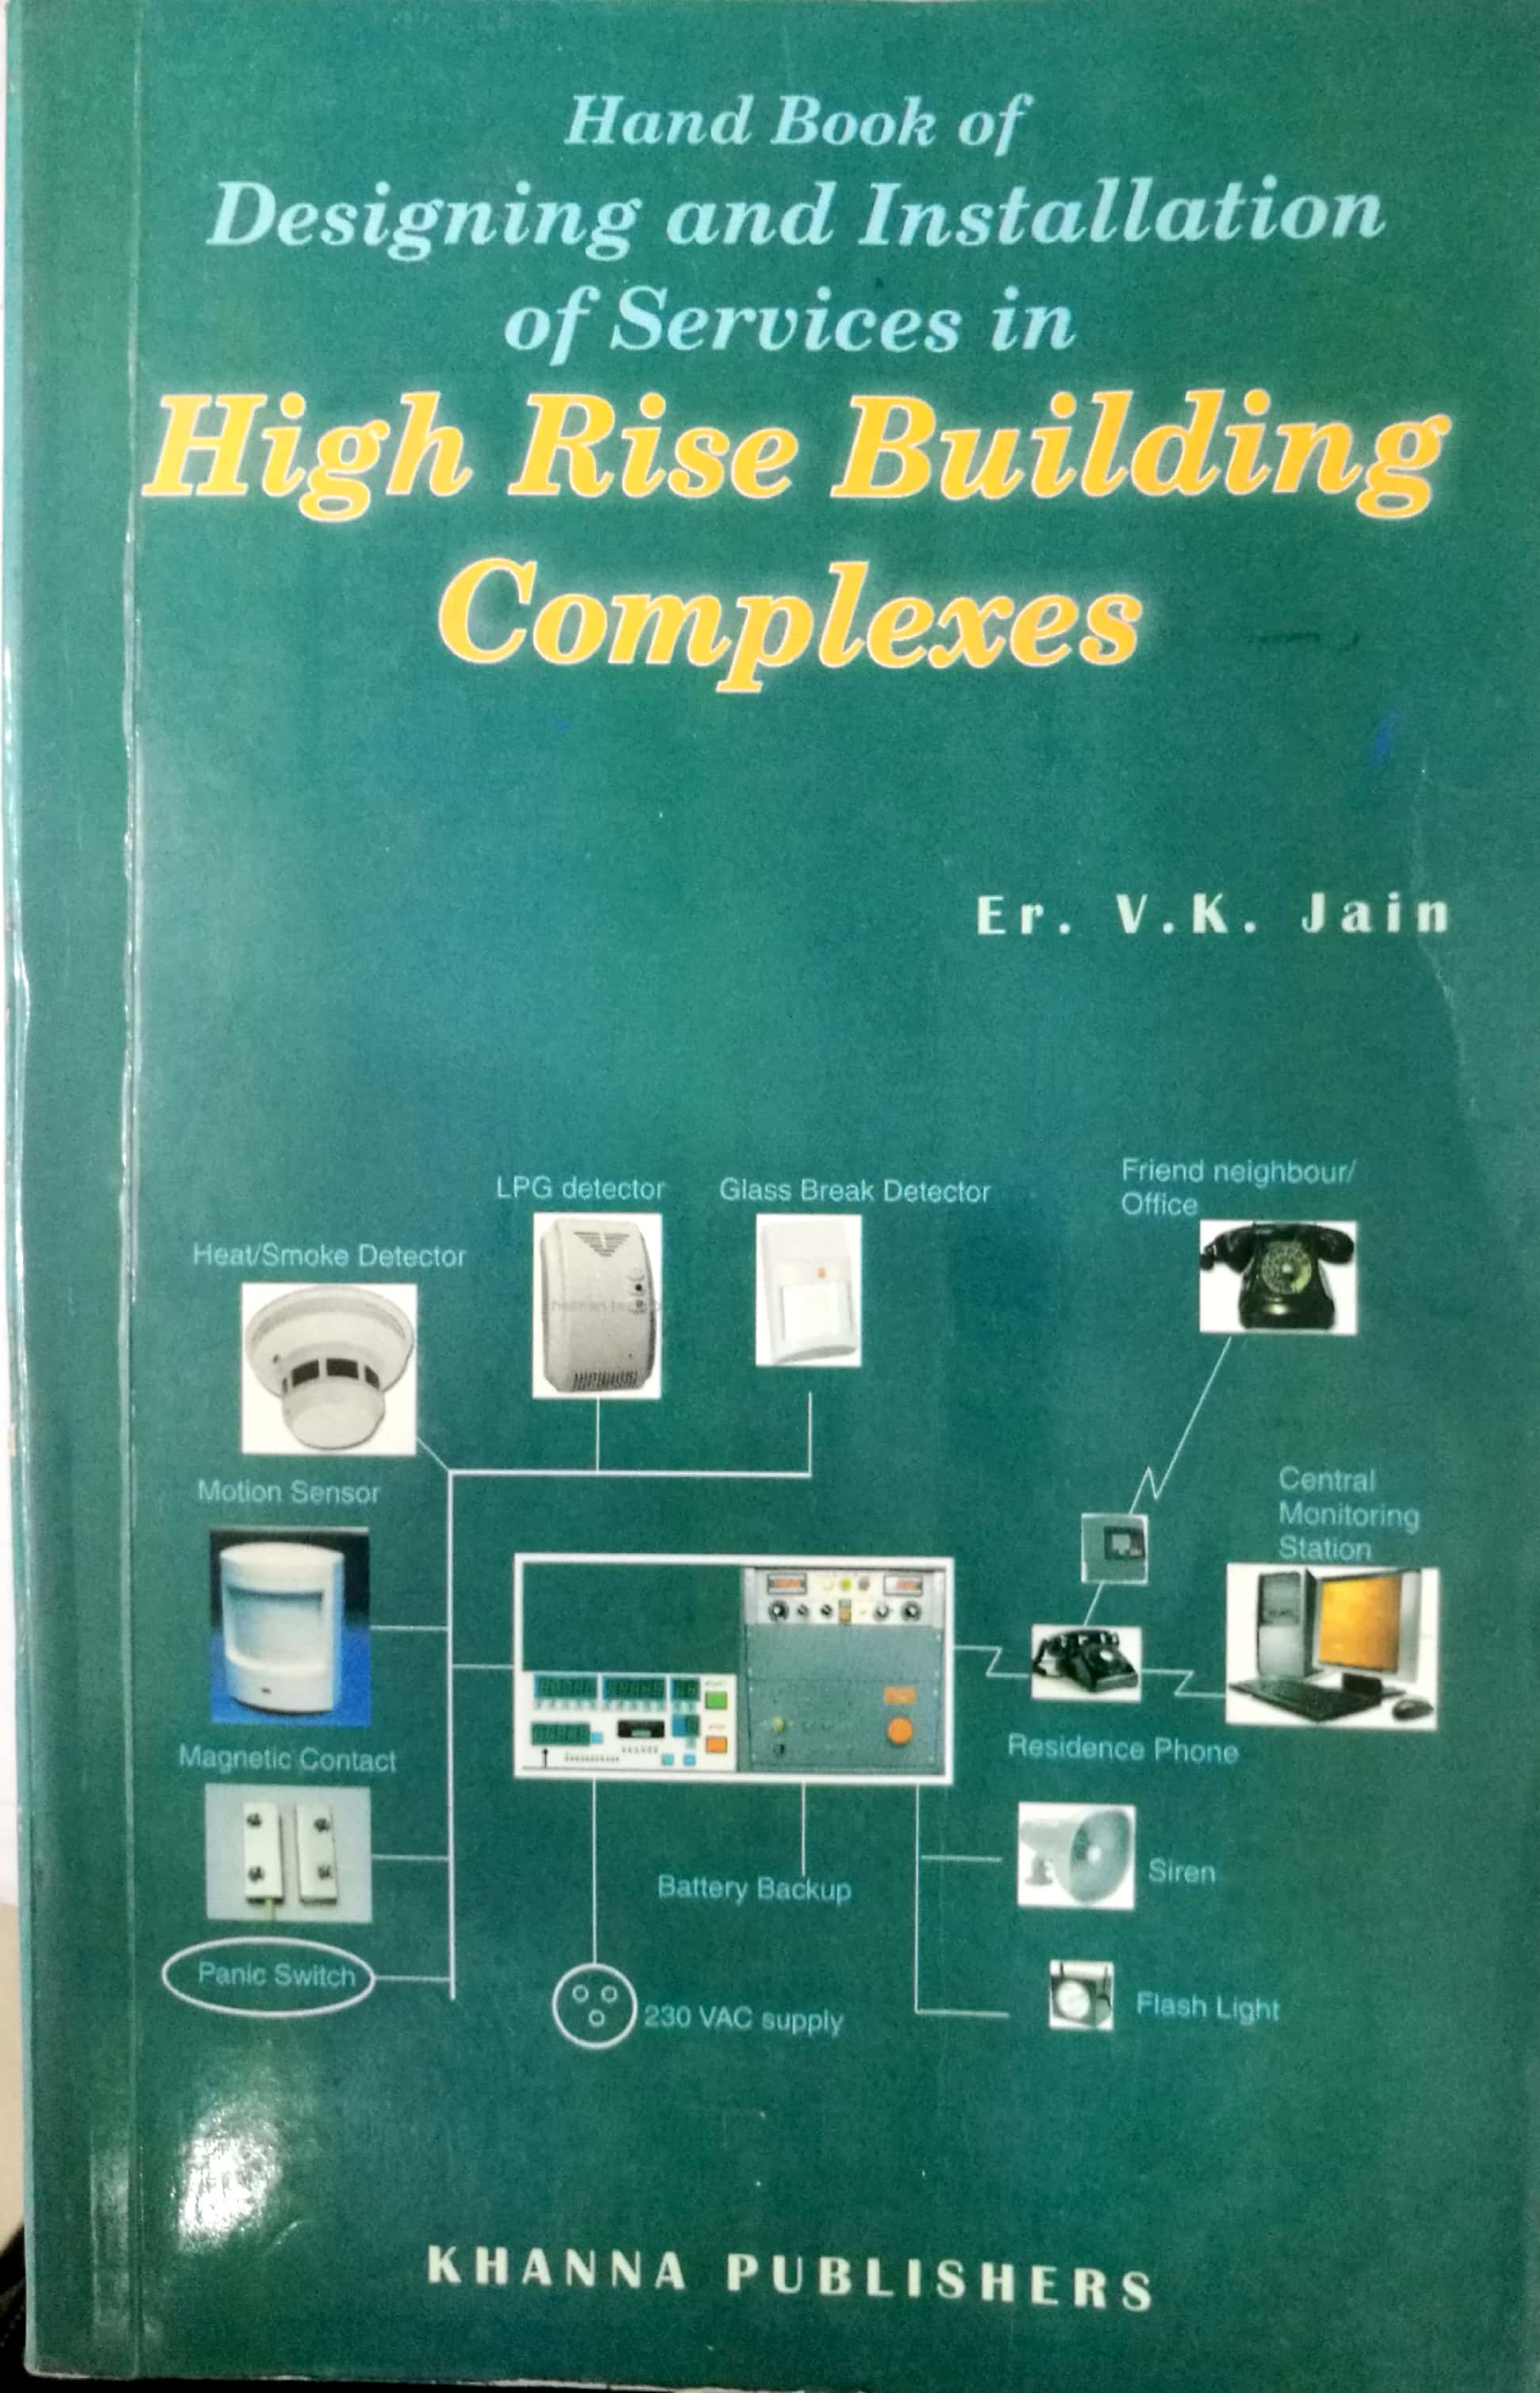 Hand Book of
Designing and Installation
of Services in
High Rise Building
Complexes
Er. V.K. Jain
LPG detector
Glass Break Detector
Friend neighbour/
Office
Heat/Smoke Detector
Motion Sensor
Central
Monitoring
Station
Magnetic Contact
Residence Phone
Battery Backup
Siren
Panic Switch
230 VAC supply
Flash Light
KHANNA PUBLISHERS